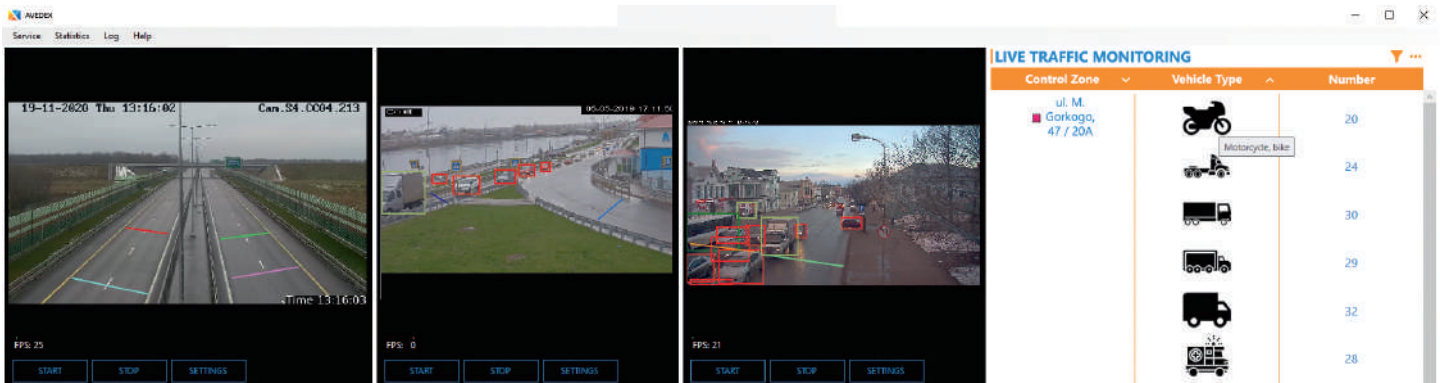 AVEDEX
Service Statistics Log Help
19-11-2020 Thu 13:16:02 Cam.S4.CC04.213
Time 13:16:03
FPS: 25
START STOP SETTINGS
FPS: 0
START STOP SETTINGS
FPS: 21
START STOP SETTINGS
LIVE TRAFFIC MONITORING
Control Zone Vehicle Type Number
ul. M.
Gorkogo,
47 / 20A
20
Motorcycle, bike
24
30
29
32
28